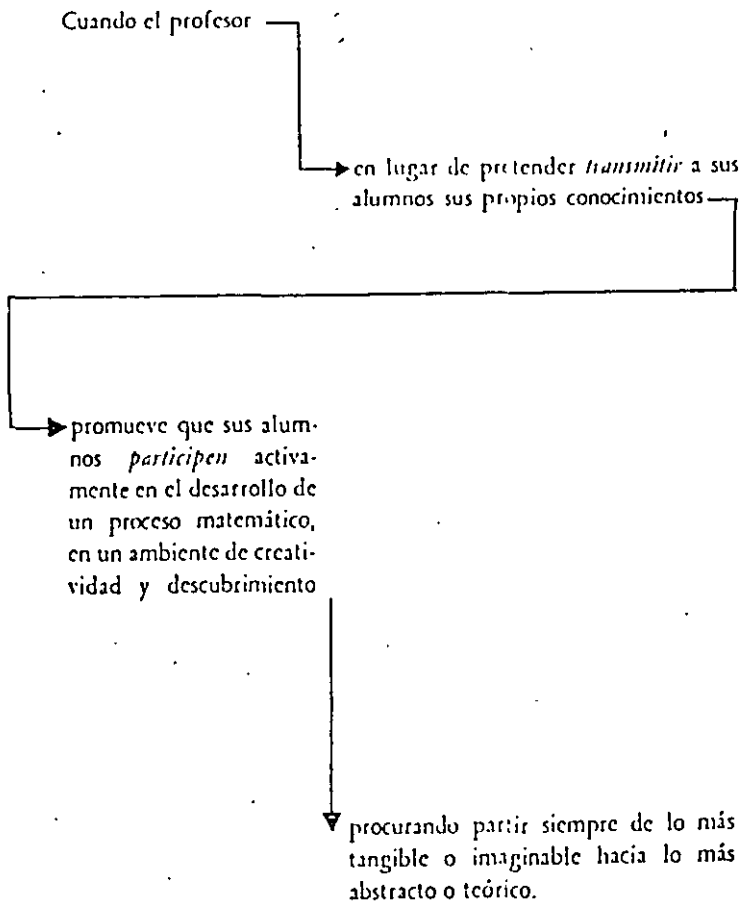 Cuando el profesor
en lugar de pretender transmitir a sus
alumnos sus propios conocimientos
promueve que sus alum-
nos participen activa-
mente en el desarrollo de
un proceso matemático,
en un ambiente de creati-
vidad y descubrimiento
procurando partir siempre de lo más
tangible o imaginable hacia lo más
abstracto o teórico.